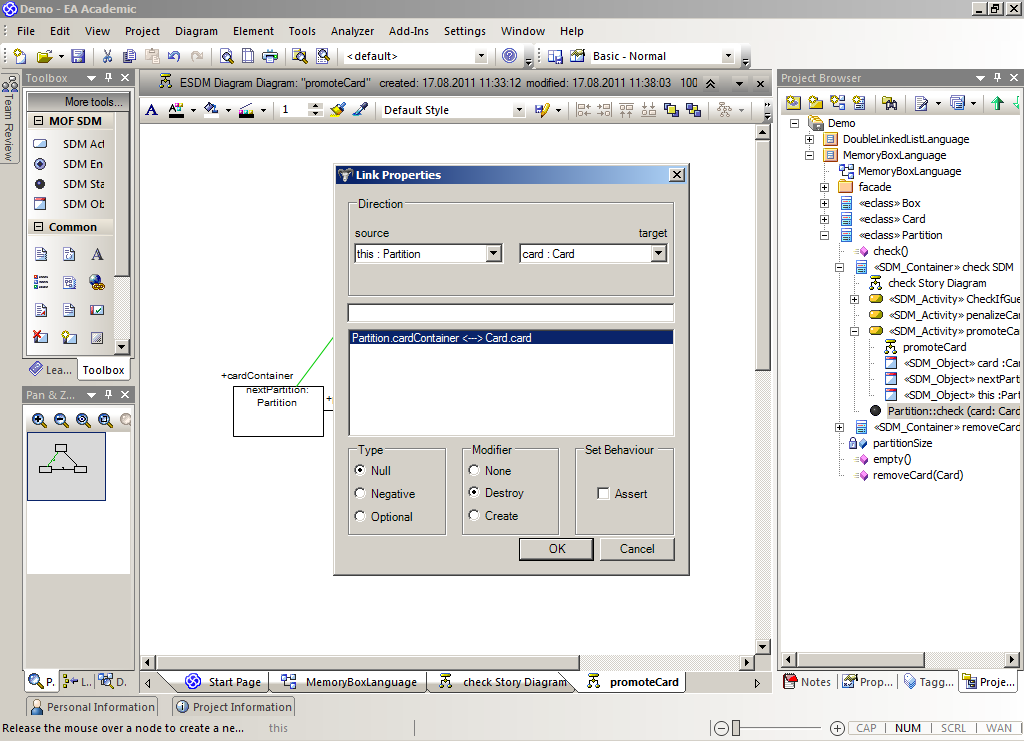 Demo - EA Academic
File Edit View Project Diagram Element Tools Analyzer Add-Ins Settings Window Help
<default>
Basic - Normal
Team Review
Toolbox
More tools...
MOF SDM
SDM Act
SDM En
SDM Sta
SDM Ob
Common
A
Lea...
Toolbox
Pan & Z...
P.
L..
D.
ESDM Diagram Diagram: "promoteCard" created: 17.08.2011 11:33:12 modified: 17.08.2011 11:38:03 100
A
1
Default Style
+cardContainer
nextPartition:
Partition
+
Link Properties
Direction
source
target
this : Partition
card : Card
Partition.cardContainer <---> Card.card
Type
Null
Negative
Optional
Modifier
None
Destroy
Create
Set Behaviour
Assert
OK
Cancel
Start Page
MemoryBoxLanguage
check Story Diagram
promoteCard
Project Browser
Demo
DoubleLinkedListLanguage
MemoryBoxLanguage
MemoryBoxLanguage
facade
«eclass» Box
«eclass» Card
«eclass» Partition
check()
«SDM_Container» check SDM
check Story Diagram
«SDM_Activity» CheckIfGue
«SDM_Activity» penalizeCar
«SDM_Activity» promoteCa
promoteCard
«SDM_Object» card :Car
«SDM_Object» nextPart
«SDM_Object» this :Part
Partition::check (card: Card
«SDM_Container» removeCard
partitionSize
empty()
removeCard(Card)
Notes
Prop...
Tagg...
Proje...
Personal Information
Project Information
Release the mouse over a node to create a ne...
this
CAP
NUM
SCRL
WAN